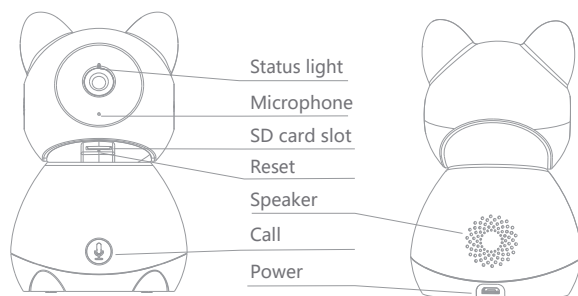 Status light
Microphone
SD card slot
Reset
Speaker
Call
Power